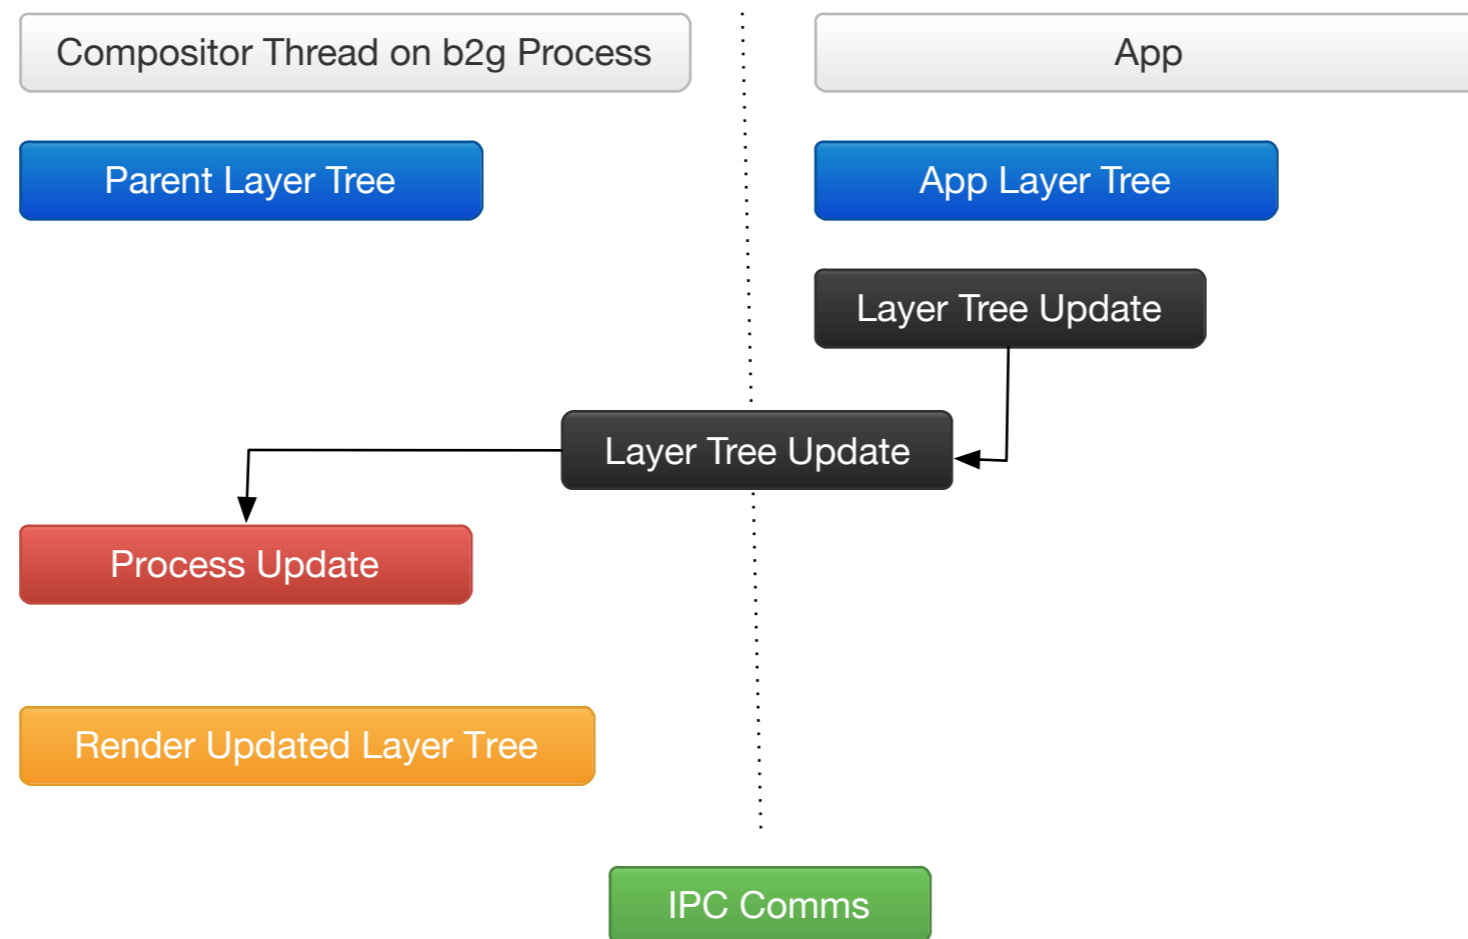 Compositor Thread on b2g Process
App
Parent Layer Tree
App Layer Tree
Layer Tree Update
Layer Tree Update
Process Update
Render Updated Layer Tree
IPC Comms